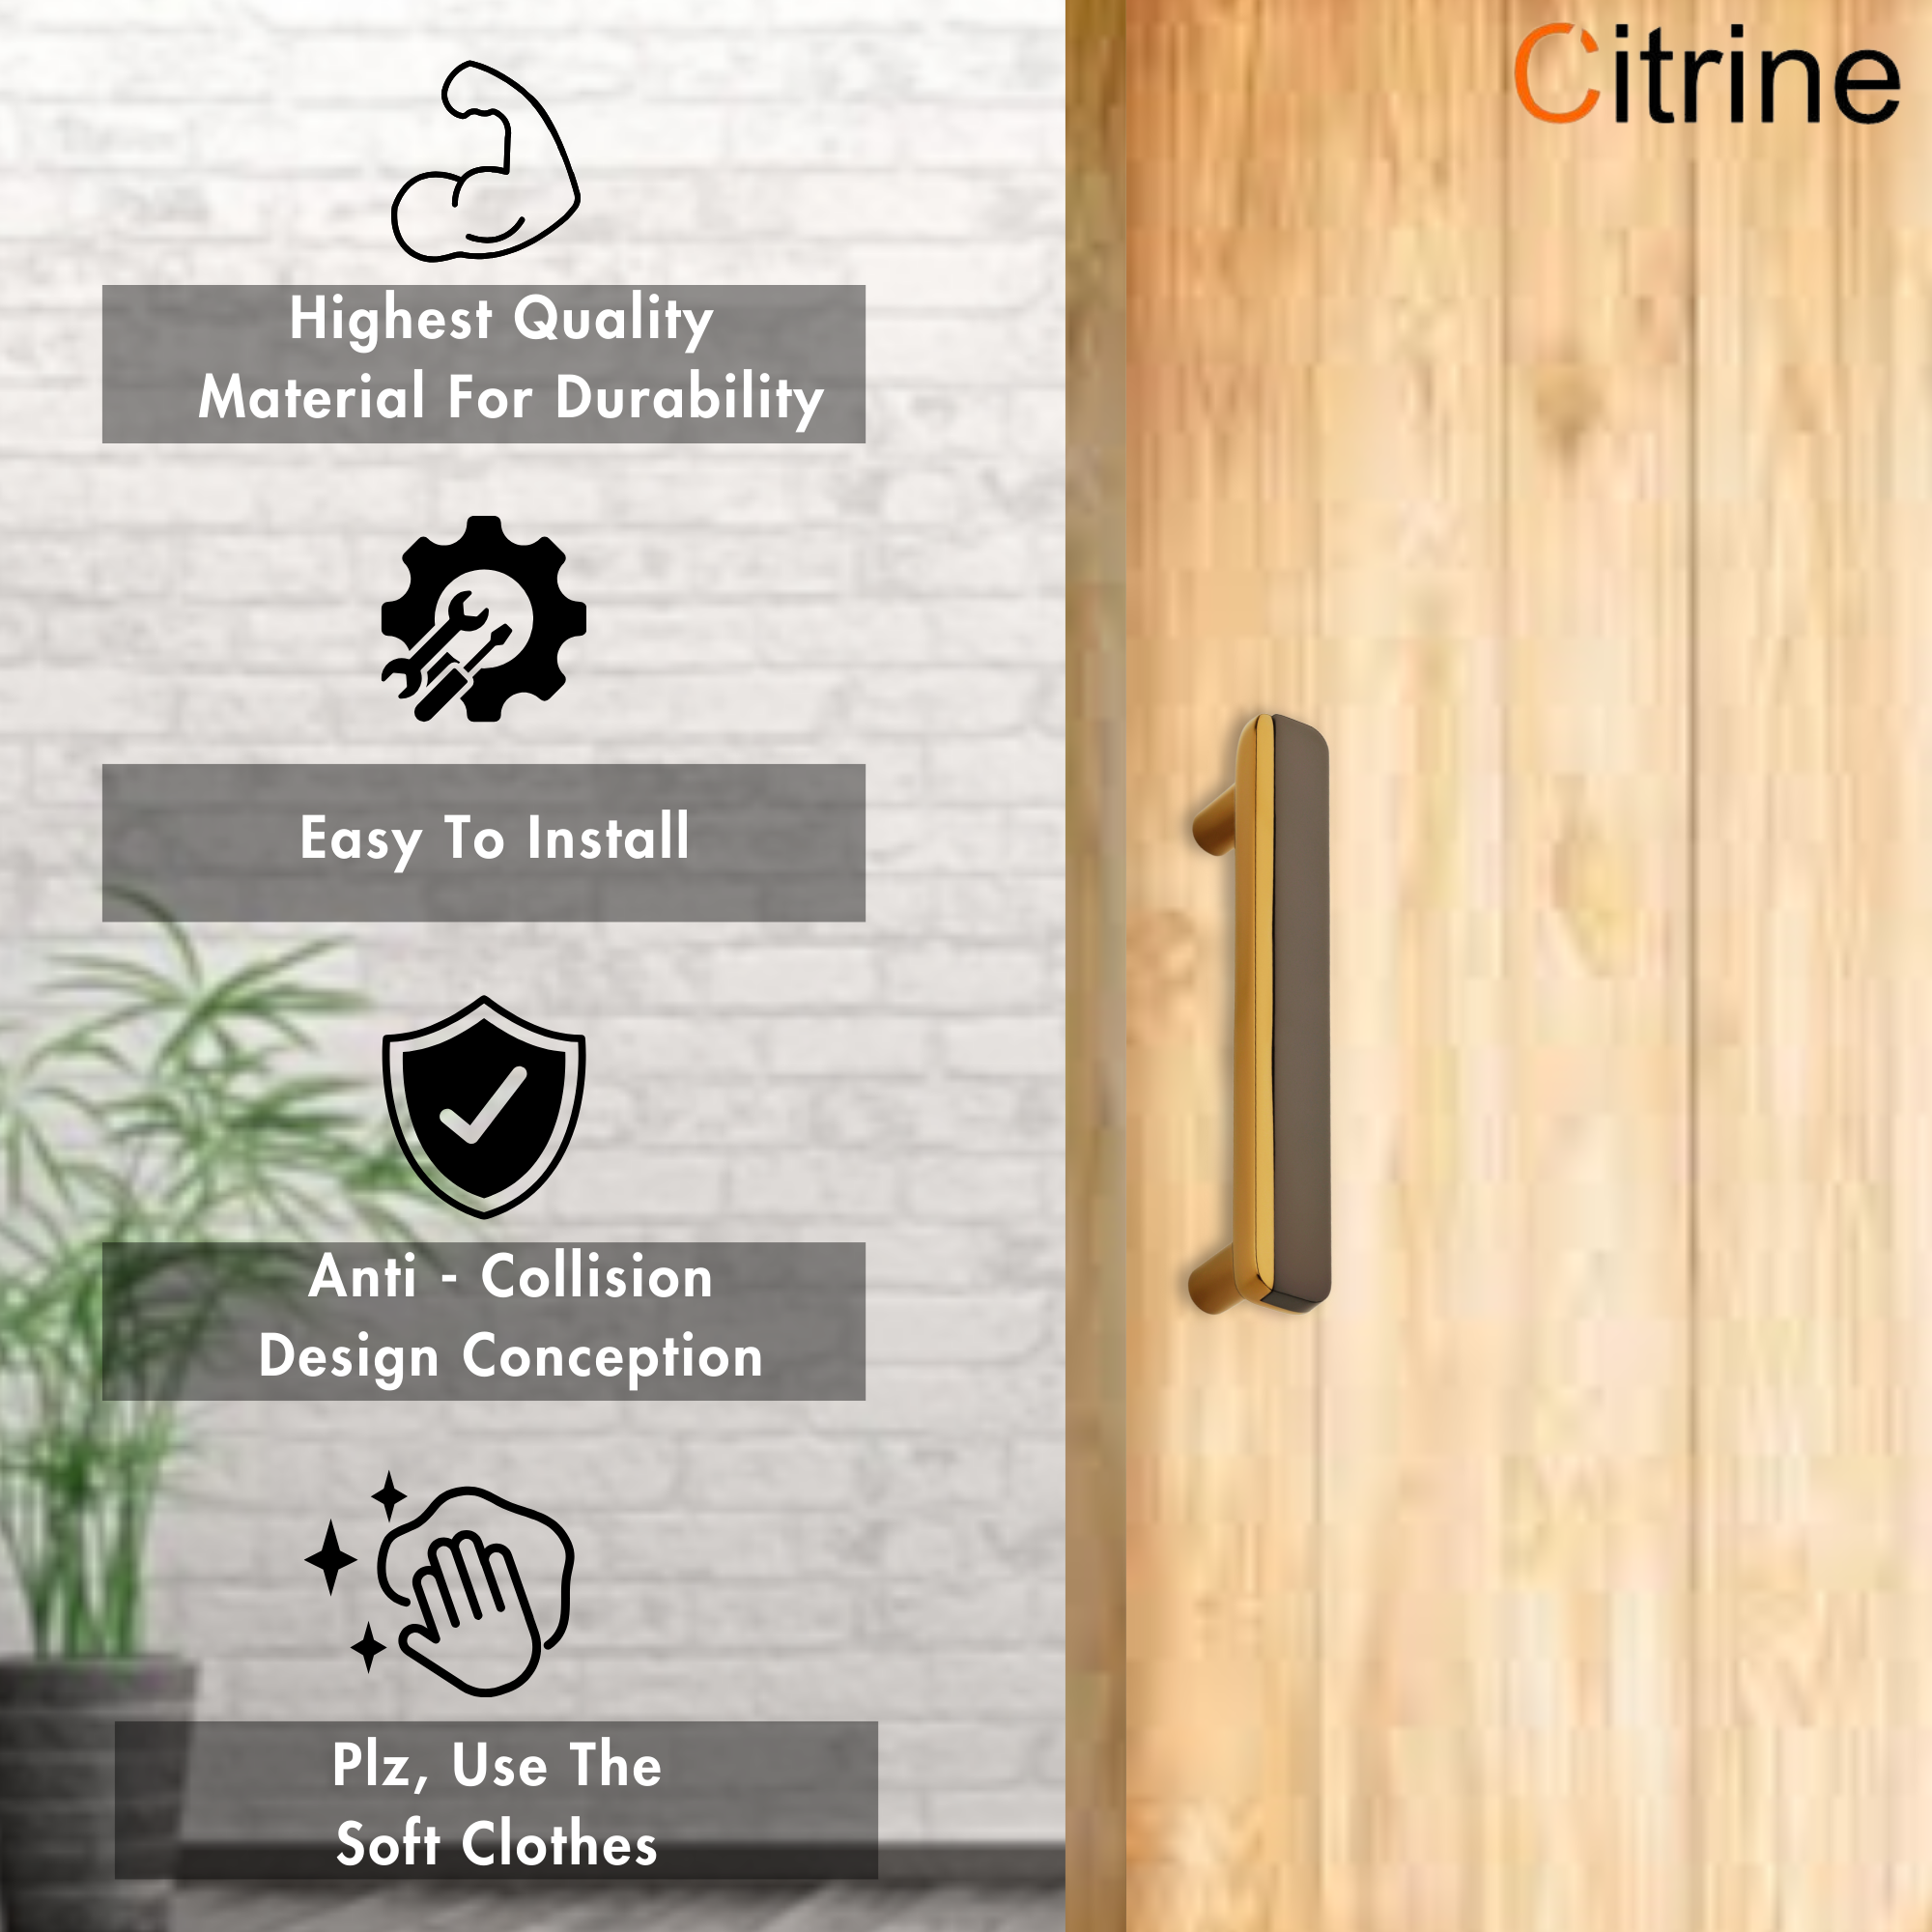 Citrine
Highest Quality
Material For Durability
Easy To Install
Anti - Collision
Design Conception
Plz, Use The
Soft Clothes